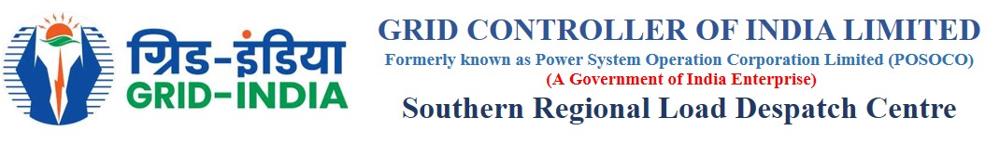 ग्रिड-इंडिया
GRID-INDIA
GRID CONTROLLER OF INDIA LIMITED
Formerly known as Power System Operation Corporation Limited (POSOCO)
(A Government of India Enterprise)
Southern Regional Load Despatch Centre